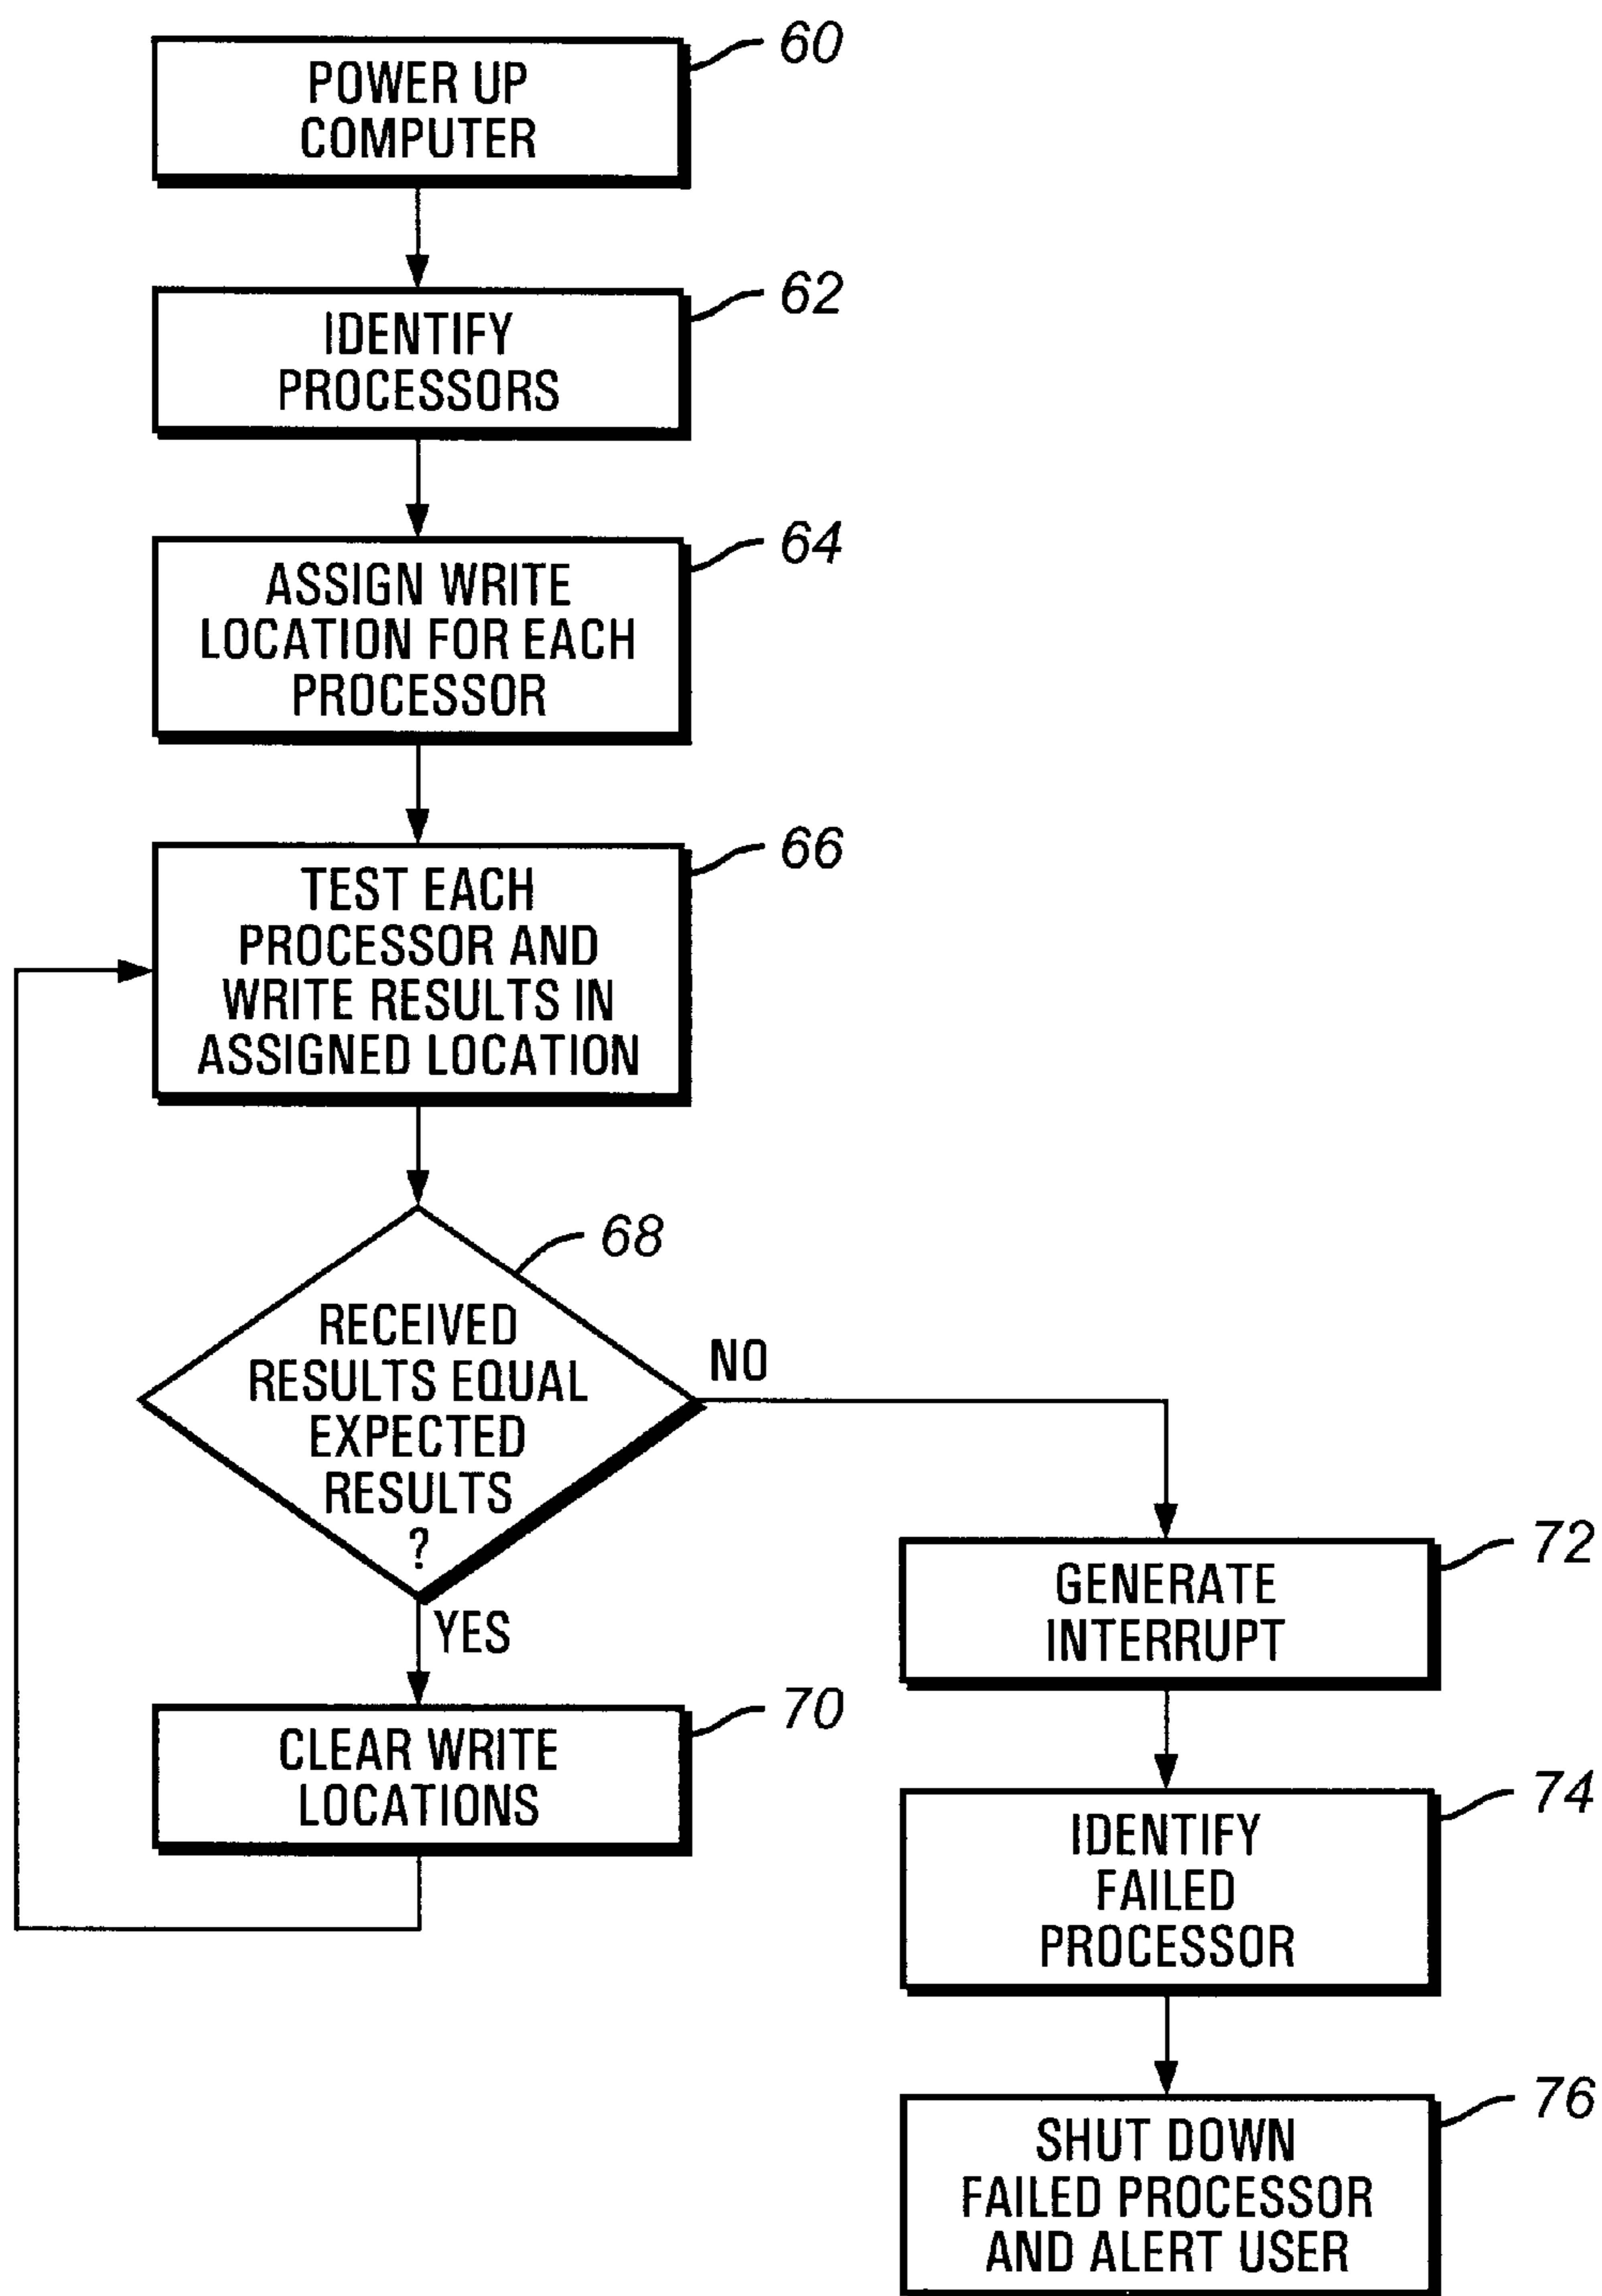 60
POWER UP
COMPUTER
62
IDENTIFY
PROCESSORS
64
ASSIGN WRITE
LOCATION FOR EACH
PROCESSOR
66
TEST EACH
PROCESSOR AND
WRITE RESULTS IN
ASSIGNED LOCATION
68
RECEIVED
RESULTS EQUAL
EXPECTED
RESULTS
?
NO
YES
70
CLEAR WRITE
LOCATIONS
72
GENERATE
INTERRUPT
74
IDENTIFY
FAILED
PROCESSOR
76
SHUT DOWN
FAILED PROCESSOR
AND ALERT USER